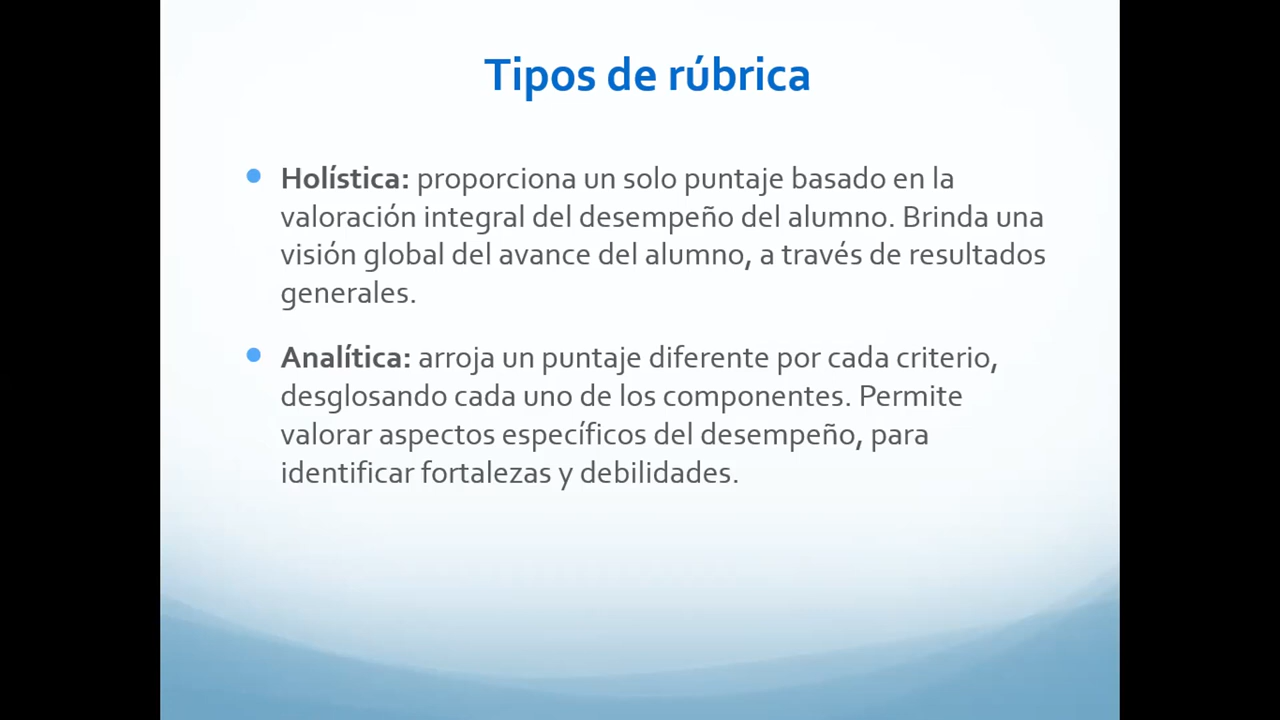 Tipos de rúbrica
Holística: proporciona un solo puntaje basado en la
valoración integral del desempeño del alumno. Brinda una
visión global del avance del alumno, a través de resultados
generales.
Analítica: arroja un puntaje diferente por cada criterio,
desglosando cada uno de los componentes. Permite
valorar aspectos específicos del desempeño, para
identificar fortalezas y debilidades.